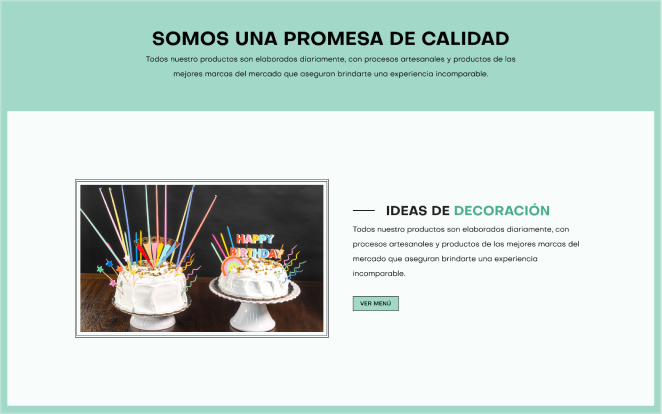 SOMOS UNA PROMESA DE CALIDAD
Todos nuestro productos son elaborados diariamente, con procesos artesanales y productos de las
mejores marcas del mercado que aseguran brindarte una experiencia incomparable.
HAPPY
BIRTHDAY
IDEAS DE DECORACIÓN
Todos nuestro productos son elaborados diariamente, con
procesos artesanales y productos de las mejores marcas del
mercado que aseguran brindarte una experiencia
incomparable.
VER MENÚ